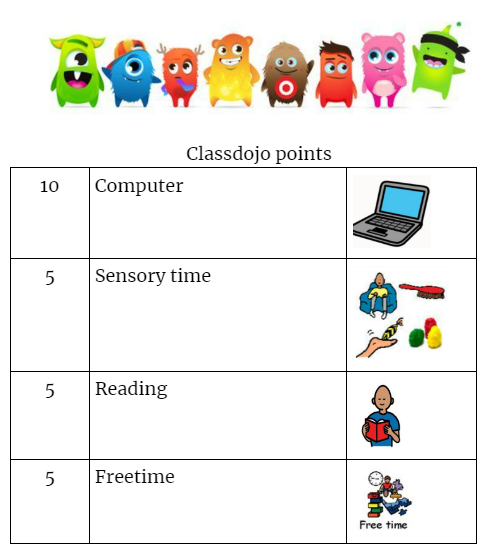 Classdojo points
10 Computer
5 Sensory time
5 Reading
5 Freetime
Free time